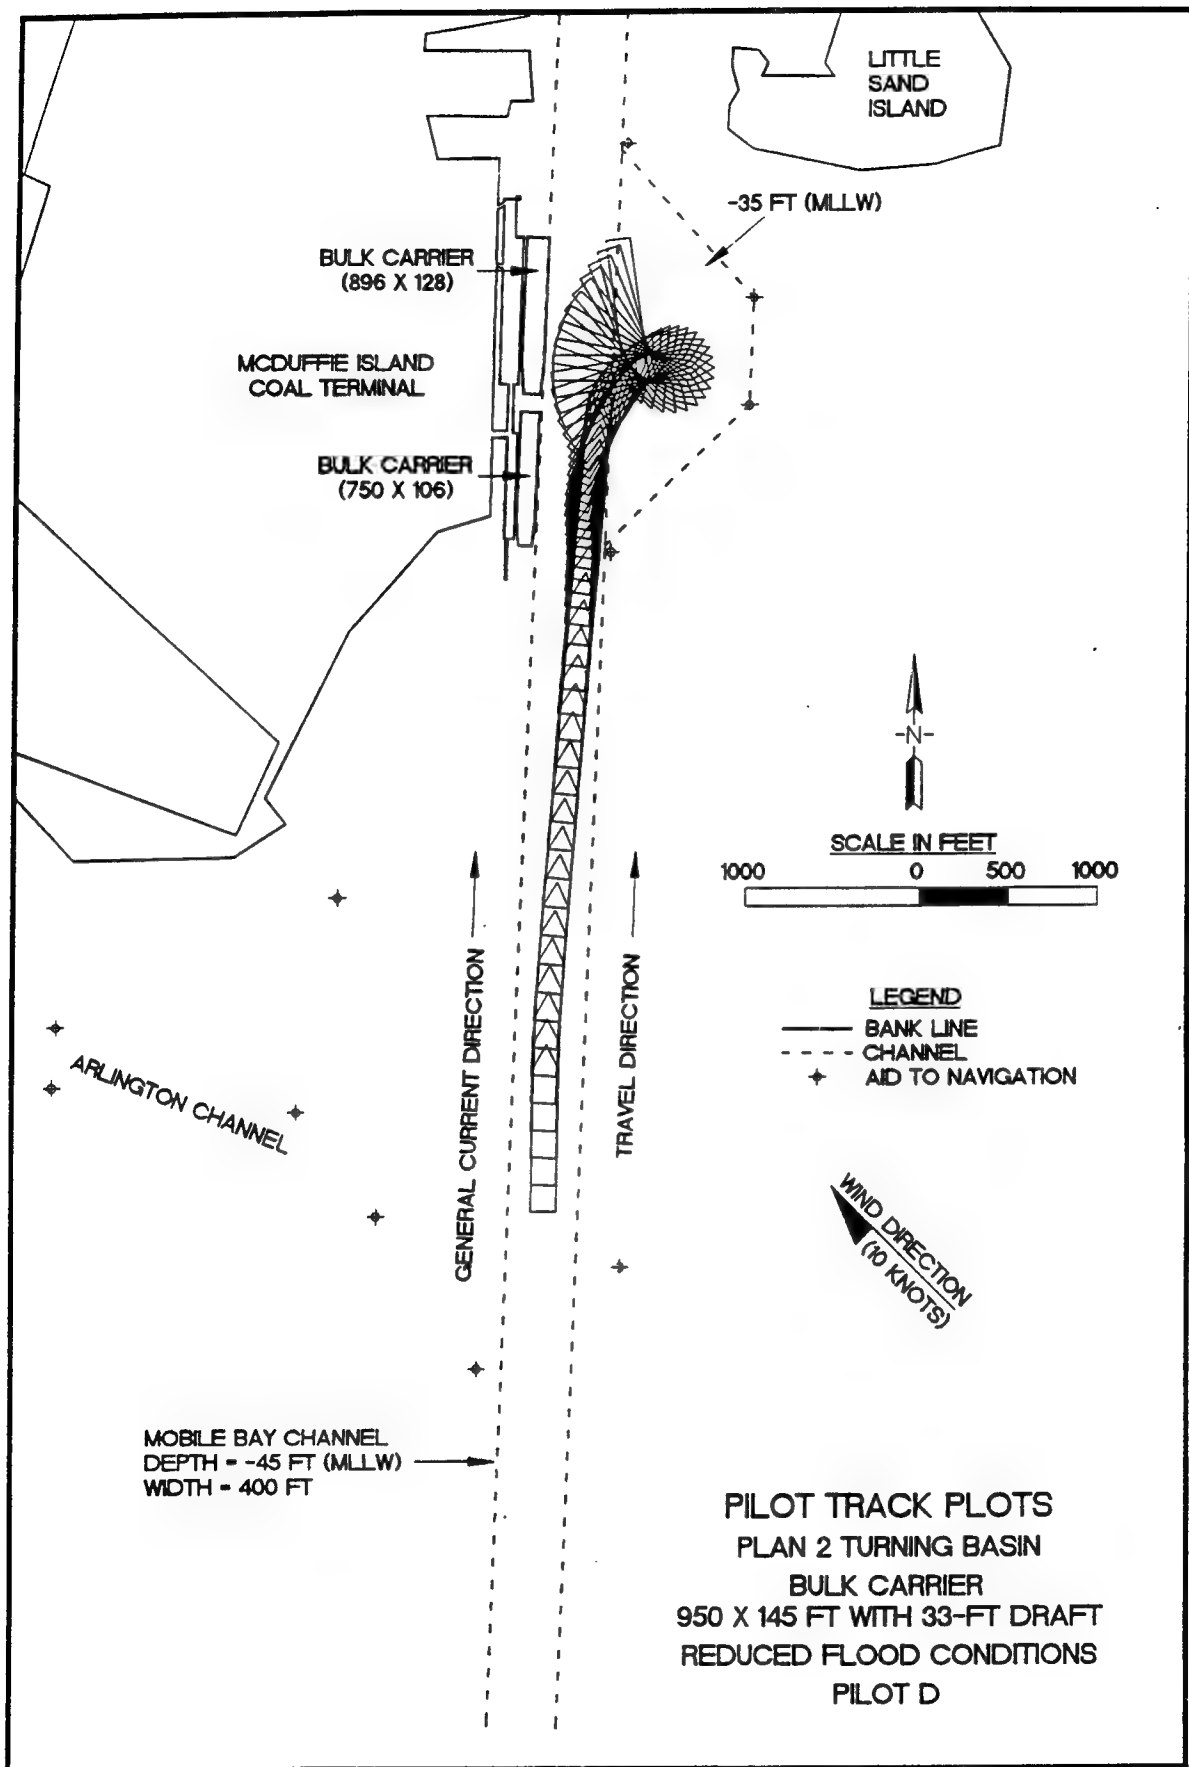 LITTLE
SAND
ISLAND
-35 FT (MLLW)
BULK CARRIER
(896 X 128)
MCDUFFIE ISLAND
COAL TERMINAL
BULK CARRIER
(750 X 106)
-N-
SCALE IN FEET
1000 0 500 1000
GENERAL CURRENT DIRECTION
TRAVEL DIRECTION
LEGEND
BANK LINE
CHANNEL
AID TO NAVIGATION
ARLINGTON CHANNEL
WIND DIRECTION
(10 KNOTS)
MOBILE BAY CHANNEL
DEPTH = -45 FT (MLLW)
WIDTH = 400 FT
PILOT TRACK PLOTS
PLAN 2 TURNING BASIN
BULK CARRIER
950 X 145 FT WITH 33-FT DRAFT
REDUCED FLOOD CONDITIONS
PILOT D